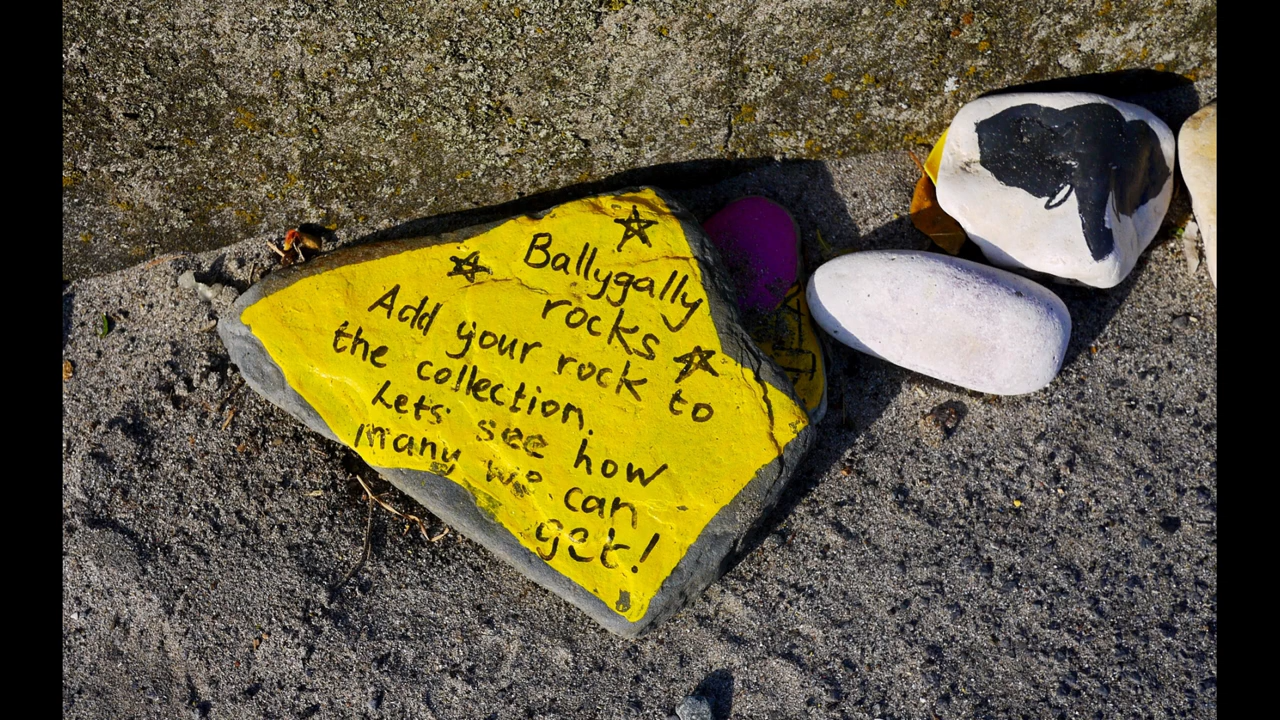 Ballygally
rocks
Add your rock to
the collection.
Lets see how
many we can
get!